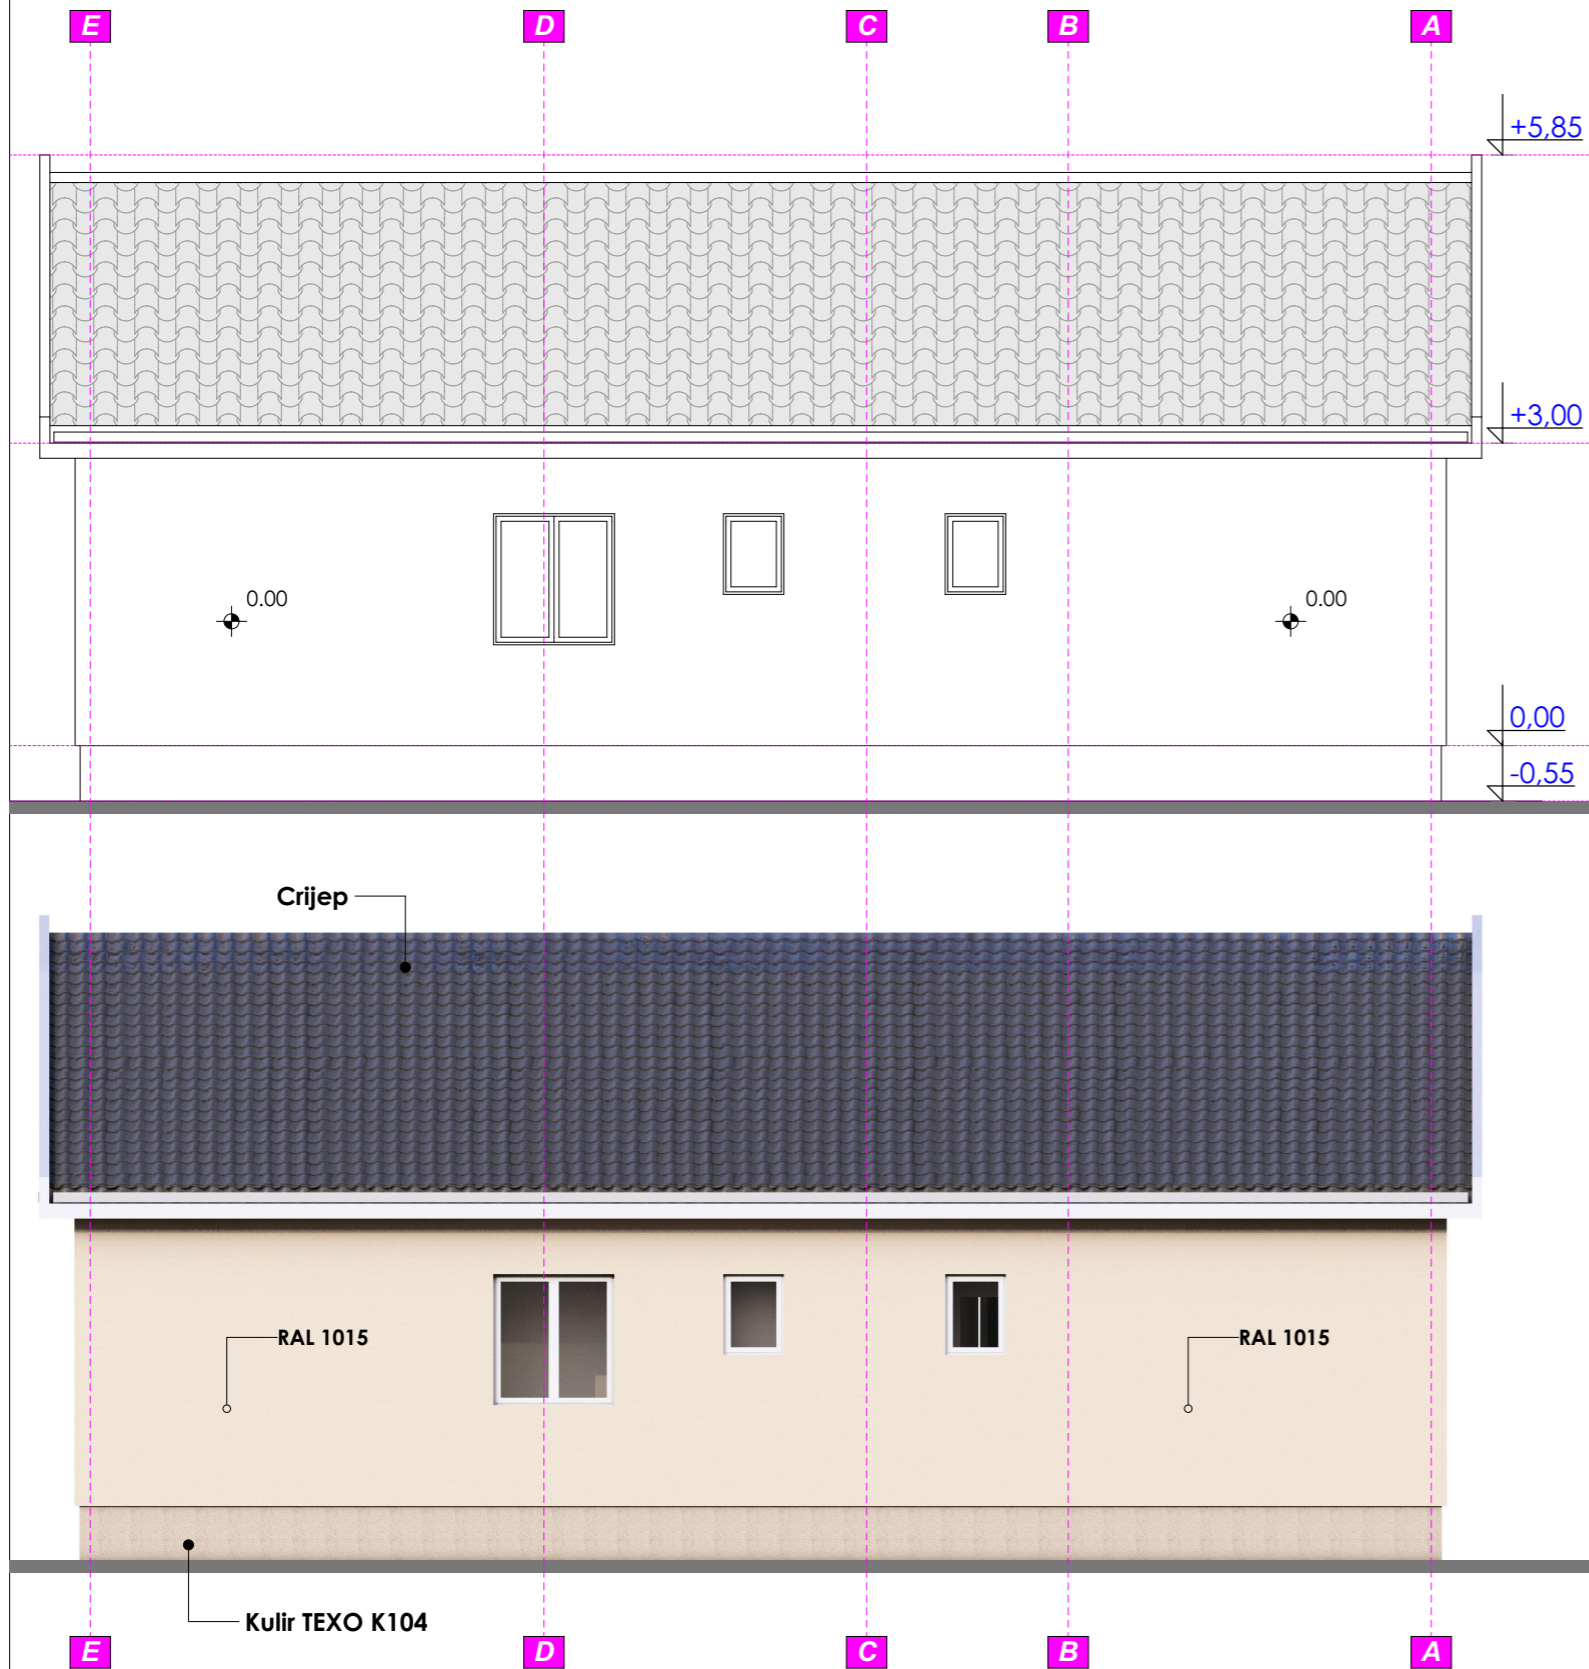 E D C B A
+5,85
+3,00
0.00 0.00
0,00
-0,55
Crijep
RAL 1015 RAL 1015
Kulir TEXO K104
E D C B A